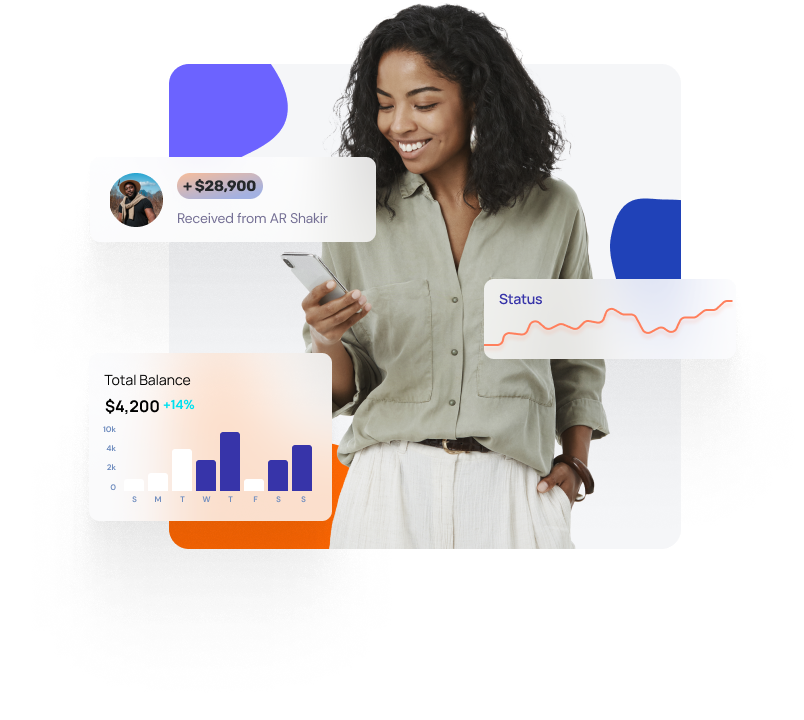 + $28,900
Received from AR Shakir
Status
Total Balance
$4,200 +14%
10k
4k
2k
0
S M T W T F S S